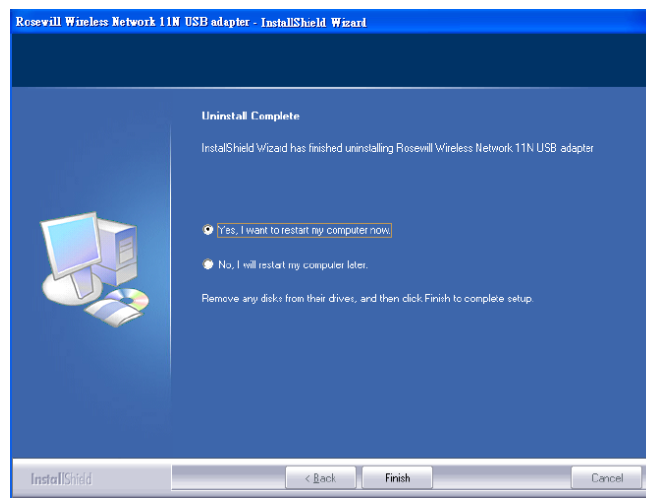 Rosewill Wireless Network 11N USB adapter - InstallShield Wizard
Uninstall Complete
InstallShield Wizard has finished uninstalling Rosewill Wireless Network 11N USB adapter
Yes, I want to restart my computer now.
No, I will restart my computer later.
Remove any disks from their drives, and then click Finish to complete setup.
InstallShield
< Back
Finish
Cancel